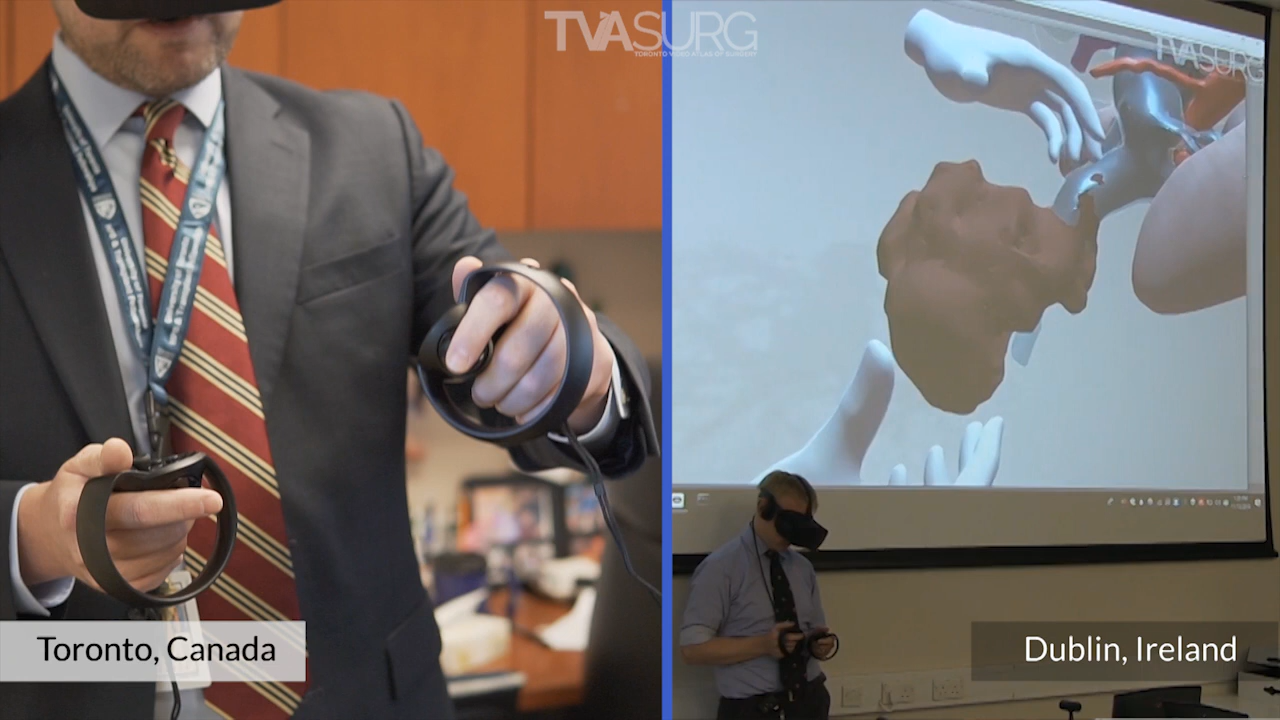 TVASURG
TORONTO VIDEO ATLAS OF SURGERY
TVASURG
Toronto, Canada
Dublin, Ireland